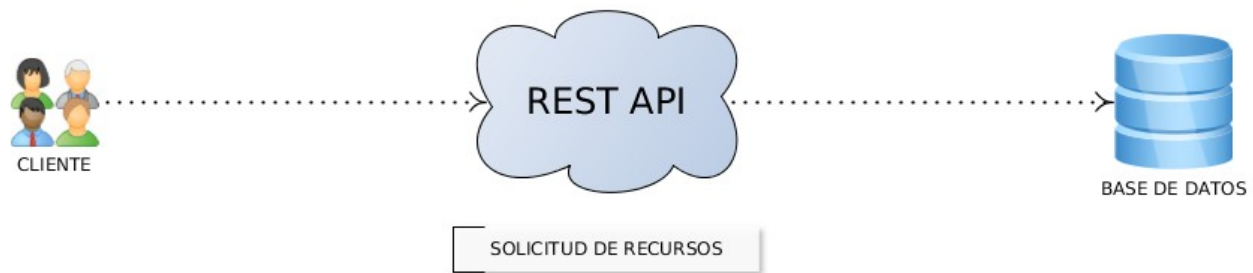 REST API
CLIENTE
BASE DE DATOS
SOLICITUD DE RECURSOS